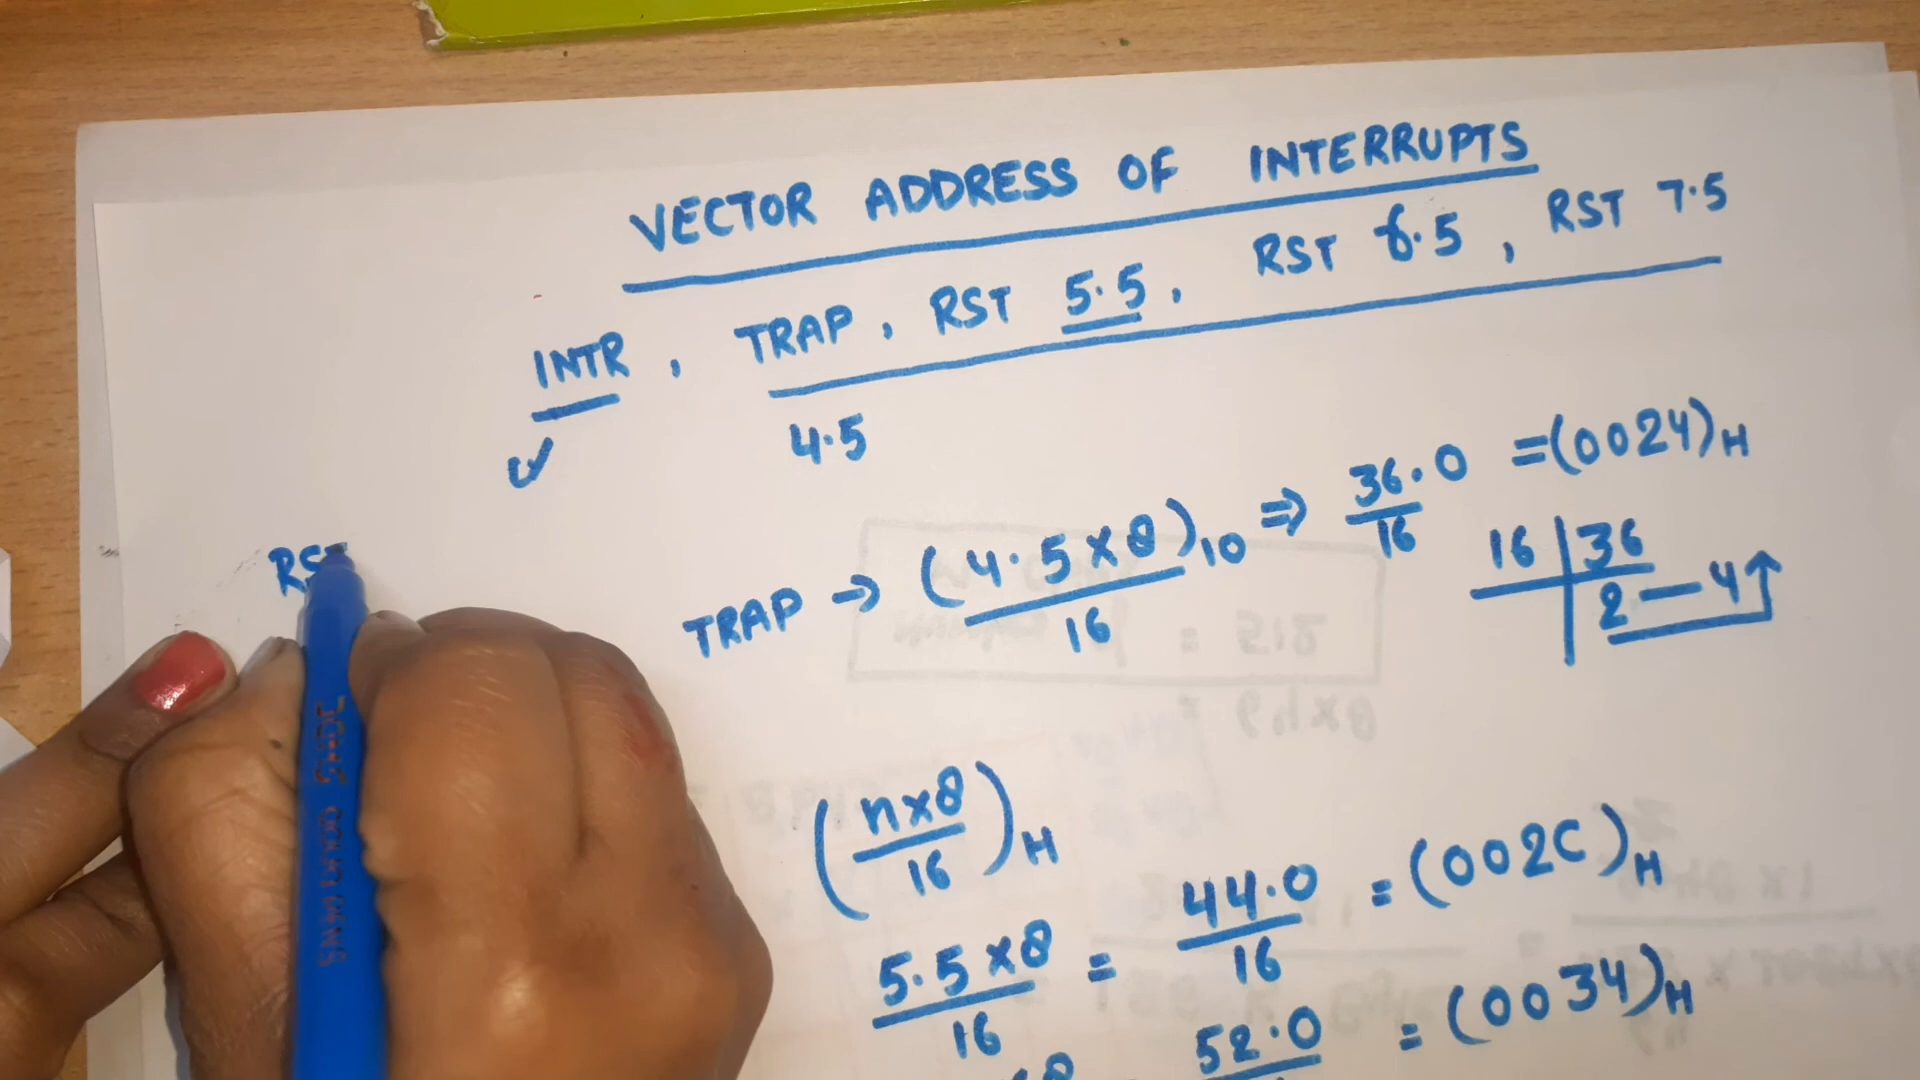 VECTOR ADDRESS OF INTERRUPTS
INTR, TRAP, RST 5.5, RST 6.5, RST 7.5
4.5
TRAP → (4.5×8)10 / 16 ⇒ 36.0 / 16 = (0024)H
16 | 36
2 — 4
RST
(n×8 / 16)H
5.5×8 / 16 = 44.0 / 16 = (002C)H
52.0 = (0034)H